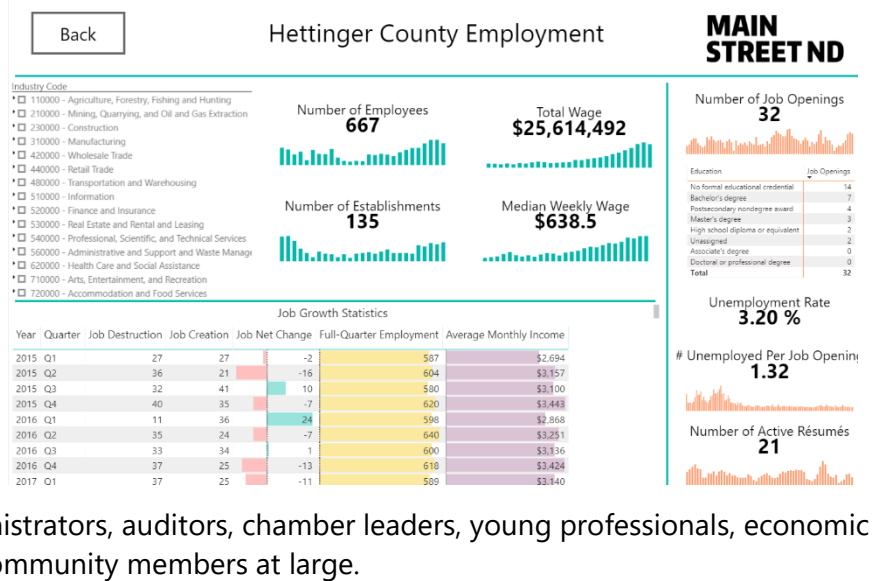 Back
Hettinger County Employment
MAIN
STREET ND
Industry Code
110000 - Agriculture, Forestry, Fishing and Hunting
210000 - Mining, Quarrying, and Oil and Gas Extraction
230000 - Construction
310000 - Manufacturing
420000 - Wholesale Trade
440000 - Retail Trade
480000 - Transportation and Warehousing
510000 - Information
520000 - Finance and Insurance
530000 - Real Estate and Rental and Leasing
540000 - Professional, Scientific, and Technical Services
560000 - Administrative and Support and Waste Manage
620000 - Health Care and Social Assistance
710000 - Arts, Entertainment, and Recreation
720000 - Accommodation and Food Services
Number of Employees
667
Total Wage
$25,614,492
Number of Establishments
135
Median Weekly Wage
$638.5
Number of Job Openings
32
Education Job Openings
No formal educational credential 14
Bachelor's degree 7
Postsecondary nondegree award 4
Master's degree 3
High school diploma or equivalent 2
Unassigned 2
Associate's degree 0
Doctoral or professional degree 0
Total 32
Unemployment Rate
3.20 %
# Unemployed Per Job Opening
1.32
Number of Active Résumés
21
Job Growth Statistics
Year Quarter Job Destruction Job Creation Job Net Change Full-Quarter Employment Average Monthly Income
2015 Q1 27 27 -2 587 $2,694
2015 Q2 36 21 -16 604 $3,157
2015 Q3 32 41 10 580 $3,100
2015 Q4 40 35 -7 620 $3,443
2016 Q1 11 36 24 598 $2,868
2016 Q2 35 24 -7 640 $3,251
2016 Q3 33 34 1 600 $3,136
2016 Q4 37 25 -13 618 $3,424
2017 Q1 37 25 -11 589 $3,140
nistrators, auditors, chamber leaders, young professionals, economic
ommunity members at large.